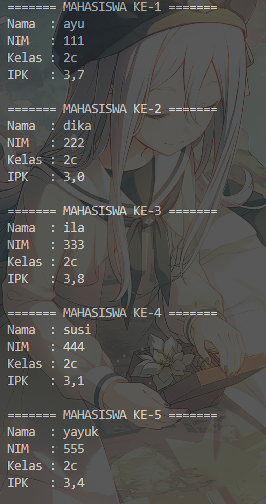 ======= MAHASISWA KE-1 =======
Nama  : ayu
NIM   : 111
Kelas : 2c
IPK   : 3,7
======= MAHASISWA KE-2 =======
Nama  : dika
NIM   : 222
Kelas : 2c
IPK   : 3,0
======= MAHASISWA KE-3 =======
Nama  : ila
NIM   : 333
Kelas : 2c
IPK   : 3,8
======= MAHASISWA KE-4 =======
Nama  : susi
NIM   : 444
Kelas : 2c
IPK   : 3,1
======= MAHASISWA KE-5 =======
Nama  : yayuk
NIM   : 555
Kelas : 2c
IPK   : 3,4